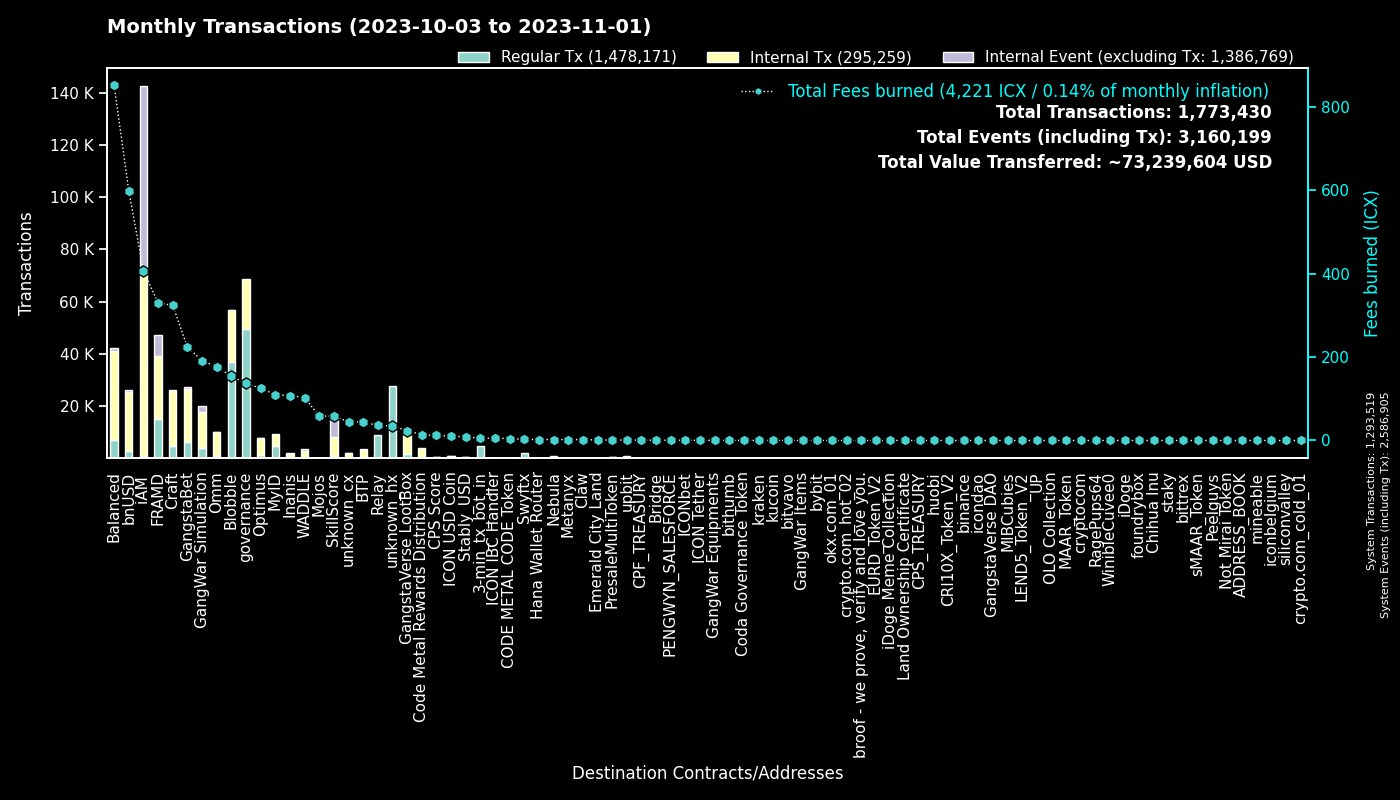 Monthly Transactions (2023-10-03 to 2023-11-01)
Regular Tx (1,478,171)
Internal Tx (295,259)
Internal Event (excluding Tx: 1,386,769)
Total Fees burned (4,221 ICX / 0.14% of monthly inflation)
Total Transactions: 1,773,430
Total Events (including Tx): 3,160,199
Total Value Transferred: ~73,239,604 USD
Transactions
140 K
120 K
100 K
80 K
60 K
40 K
20 K
800
600
400
200
0
Fees burned (ICX)
System Transactions: 1,293,519
System Events (including Tx): 2,586,905
Balanced
bnUSD
IAM
FRAMD
Craft
GangstaBet
GangWar Simulation
Omm
Blobble
governance
Optimus
MyID
Inanis
WADDLE
Mojos
SkillScore
unknown_cx
BTP
Relay
unknown_hx
GangstaVerse LootBox
Code Metal Rewards Distribution
CPS Score
ICON USD Coin
Stably_USD
3-min_tx_bot_in
ICON IBC Handler
CODE METAL CODE Token
Swyftx
Hana Wallet Router
Nebula
Metanyx
Claw
Emerald City Land
PresaleMultiToken
upbit
CPF_TREASURY
Bridge
PENGWYN_SALESFORCE
ICONbet
ICON Tether
GangWar Equipments
bithumb
Coda Governance Token
kraken
kucoin
bitvavo
GangWar Items
bybit
okx.com_01
crypto.com_hot_02
broof - we prove, verify and love you.
EURD_Token_V2
iDoge Meme Collection
Land Ownership Certificate
CPS_TREASURY
huobi
CRI10X_Token_V2
binance
icondao
GangstaVerse DAO
MIBCubies
LEND5_Token_V2
_UP
OLO Collection
MAAR_Token
cryptocom
RagePups64
WinbleCuvee0
iDoge
foundrybox
Chihua Inu
staky
bittrex
sMAAR_Token
Peelguys
Not_Mirai_Token
ADDRESS_BOOK
mineable
iconbelgium
siliconvalley
crypto.com_cold_01
Destination Contracts/Addresses